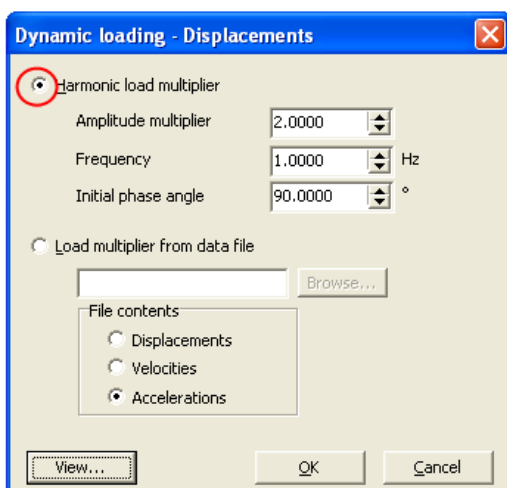 Dynamic loading - Displacements
Harmonic load multiplier
Amplitude multiplier 2.0000
Frequency 1.0000 Hz
Initial phase angle 90.0000 °
Load multiplier from data file
Browse...
File contents
Displacements
Velocities
Accelerations
View... OK Cancel